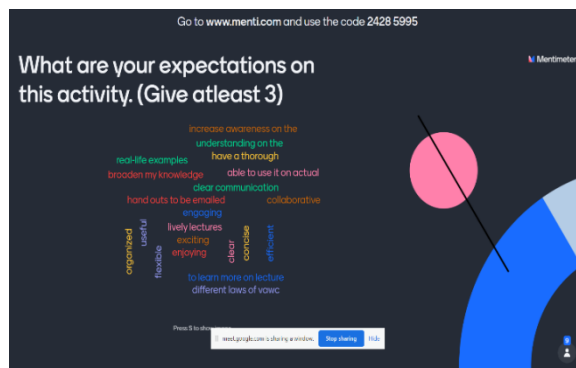 Go to www.menti.com and use the code 2428 5995
What are your expectations on
this activity. (Give atleast 3)
Mentimeter
increase awareness on the
understanding on the
real-life examples
have a thorough
broaden my knowledge
able to use it on actual
clear communication
hand outs to be emailed
collaborative
engaging
organized
useful
flexible
lively lectures
exciting
enjoying
clear
concise
efficient
to learn more on lecture
different laws of vawc
Press S to show
meet.google.com is sharing a window.
Stop sharing
Hide